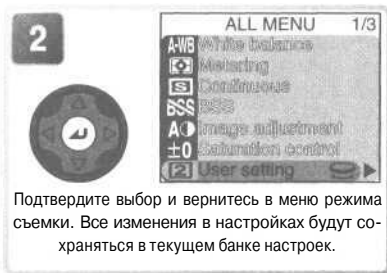 2
ALL MENU 1/3
A-WB White balance
Metering
S Continuous
BSS BSS
A Image adjustment
±0 Saturation control
[2] User setting
Подтвердите выбор и вернитесь в меню режима
съемки. Все изменения в настройках будут со-
храняться в текущем банке настроек.